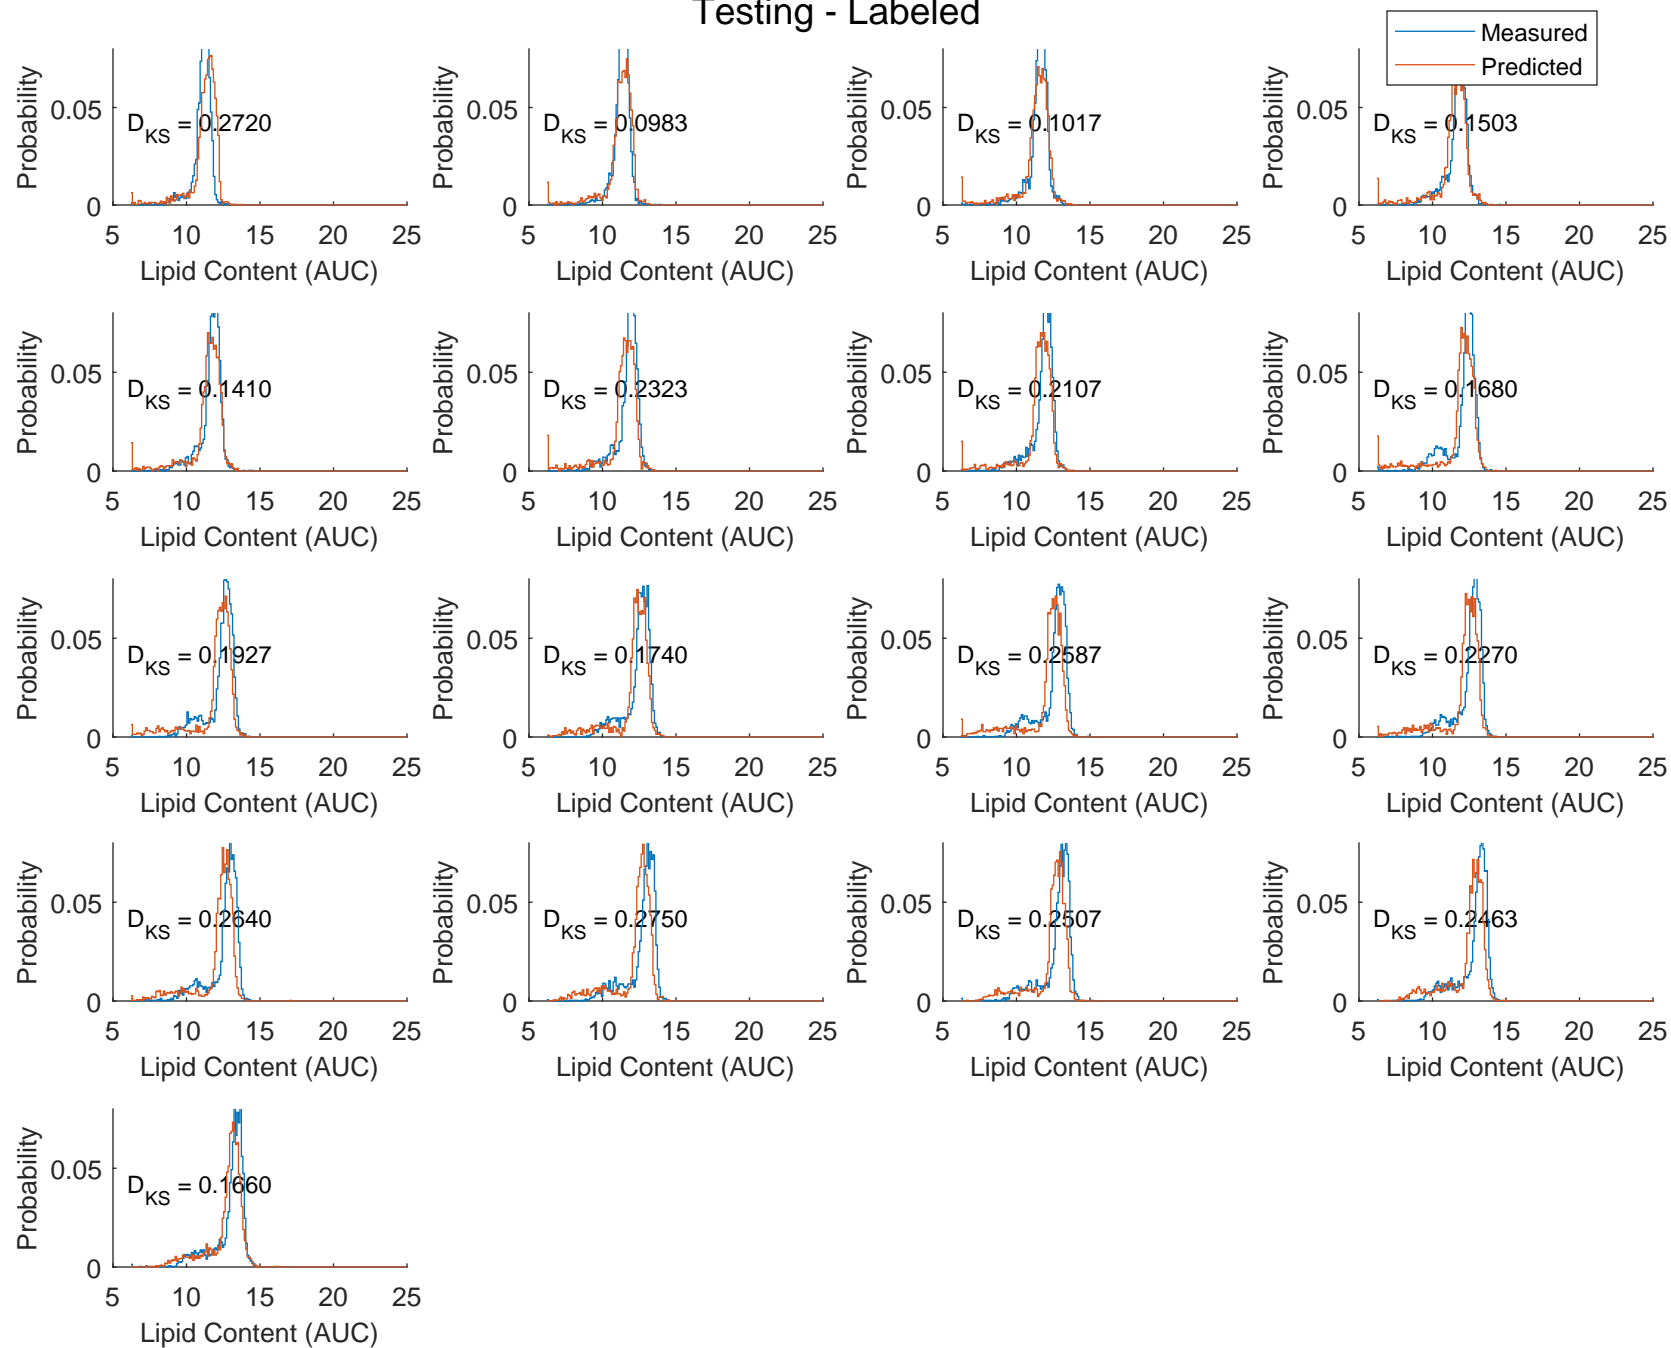 Testing - Labeled
Measured
Predicted
Probability
0.05
0
D_KS = 0.2720
5 10 15 20 25
Lipid Content (AUC)
Probability
0.05
0
D_KS = 0.0983
5 10 15 20 25
Lipid Content (AUC)
Probability
0.05
0
D_KS = 0.1017
5 10 15 20 25
Lipid Content (AUC)
Probability
0.05
0
D_KS = 0.1503
5 10 15 20 25
Lipid Content (AUC)
Probability
0.05
0
D_KS = 0.1410
5 10 15 20 25
Lipid Content (AUC)
Probability
0.05
0
D_KS = 0.2323
5 10 15 20 25
Lipid Content (AUC)
Probability
0.05
0
D_KS = 0.2107
5 10 15 20 25
Lipid Content (AUC)
Probability
0.05
0
D_KS = 0.1680
5 10 15 20 25
Lipid Content (AUC)
Probability
0.05
0
D_KS = 0.1927
5 10 15 20 25
Lipid Content (AUC)
Probability
0.05
0
D_KS = 0.1740
5 10 15 20 25
Lipid Content (AUC)
Probability
0.05
0
D_KS = 0.2587
5 10 15 20 25
Lipid Content (AUC)
Probability
0.05
0
D_KS = 0.2270
5 10 15 20 25
Lipid Content (AUC)
Probability
0.05
0
D_KS = 0.2640
5 10 15 20 25
Lipid Content (AUC)
Probability
0.05
0
D_KS = 0.2750
5 10 15 20 25
Lipid Content (AUC)
Probability
0.05
0
D_KS = 0.2507
5 10 15 20 25
Lipid Content (AUC)
Probability
0.05
0
D_KS = 0.2463
5 10 15 20 25
Lipid Content (AUC)
Probability
0.05
0
D_KS = 0.1660
5 10 15 20 25
Lipid Content (AUC)